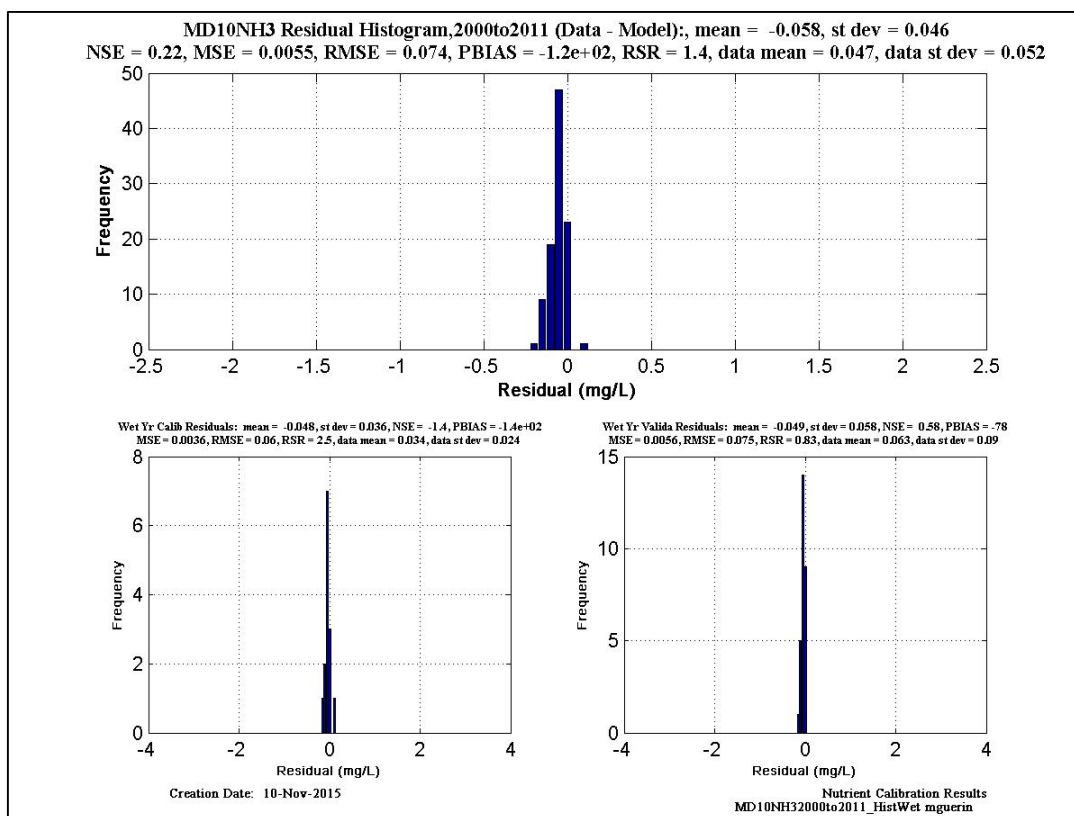 MD10NH3 Residual Histogram,2000to2011 (Data - Model):, mean = -0.058, st dev = 0.046
NSE = 0.22, MSE = 0.0055, RMSE = 0.074, PBIAS = -1.2e+02, RSR = 1.4, data mean = 0.047, data st dev = 0.052
50
40
30
20
10
0
Frequency
-2.5 -2 -1.5 -1 -0.5 0 0.5 1 1.5 2 2.5
Residual (mg/L)
Wet Yr Calib Residuals: mean = -0.048, st dev = 0.036, NSE = -1.4, PBIAS = -1.4e+02
MSE = 0.0036, RMSE = 0.06, RSR = 2.5, data mean = 0.034, data st dev = 0.024
8
6
4
2
0
Frequency
-4 -2 0 2 4
Residual (mg/L)
Wet Yr Valida Residuals: mean = -0.049, st dev = 0.058, NSE = 0.58, PBIAS = -78
MSE = 0.0056, RMSE = 0.075, RSR = 0.83, data mean = 0.063, data st dev = 0.09
15
10
5
0
Frequency
-4 -2 0 2 4
Residual (mg/L)
Creation Date: 10-Nov-2015
Nutrient Calibration Results
MD10NH32000to2011_HistWet mguerin